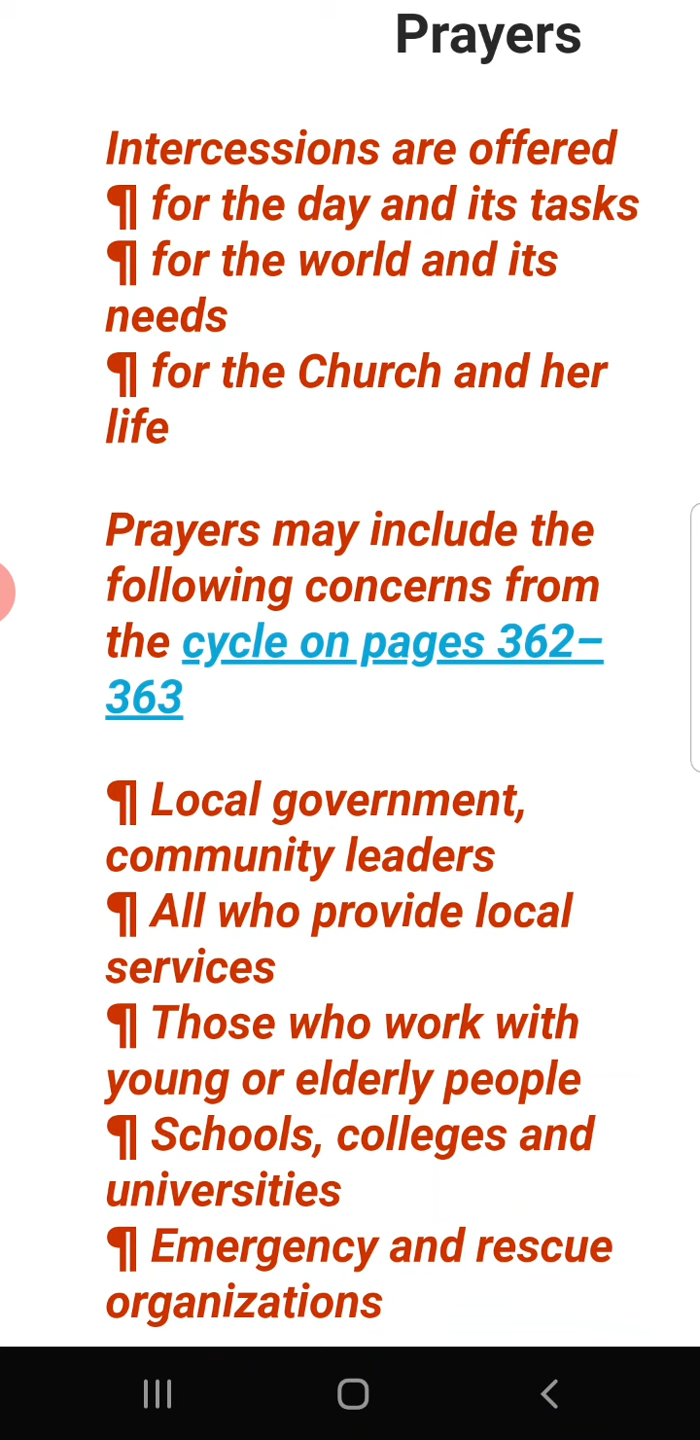 Prayers
Intercessions are offered
¶ for the day and its tasks
¶ for the world and its
needs
¶ for the Church and her
life
Prayers may include the
following concerns from
the cycle on pages 362–
363
¶ Local government,
community leaders
¶ All who provide local
services
¶ Those who work with
young or elderly people
¶ Schools, colleges and
universities
¶ Emergency and rescue
organizations